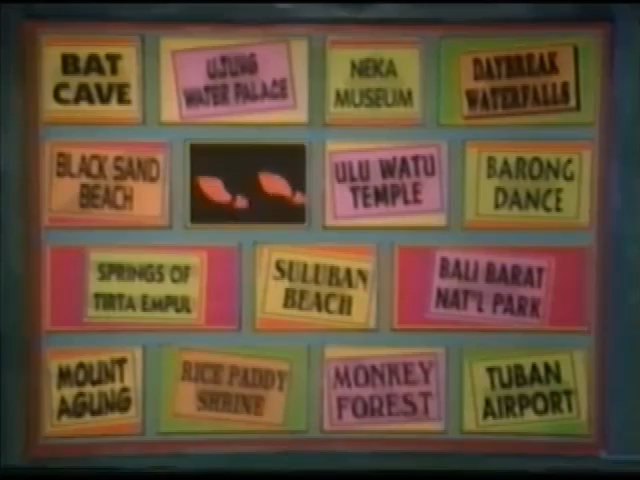 BAT
CAVE
UJUNG
WATER PALACE
NEKA
MUSEUM
DAYBREAK
WATERFALLS
BLACK SAND
BEACH
ULU WATU
TEMPLE
BARONG
DANCE
SPRINGS OF
TIRTA EMPUL
SULUBAN
BEACH
BALI BARAT
NAT'L PARK
MOUNT
AGUNG
RICE PADDY
SHRINE
MONKEY
FOREST
TUBAN
AIRPORT